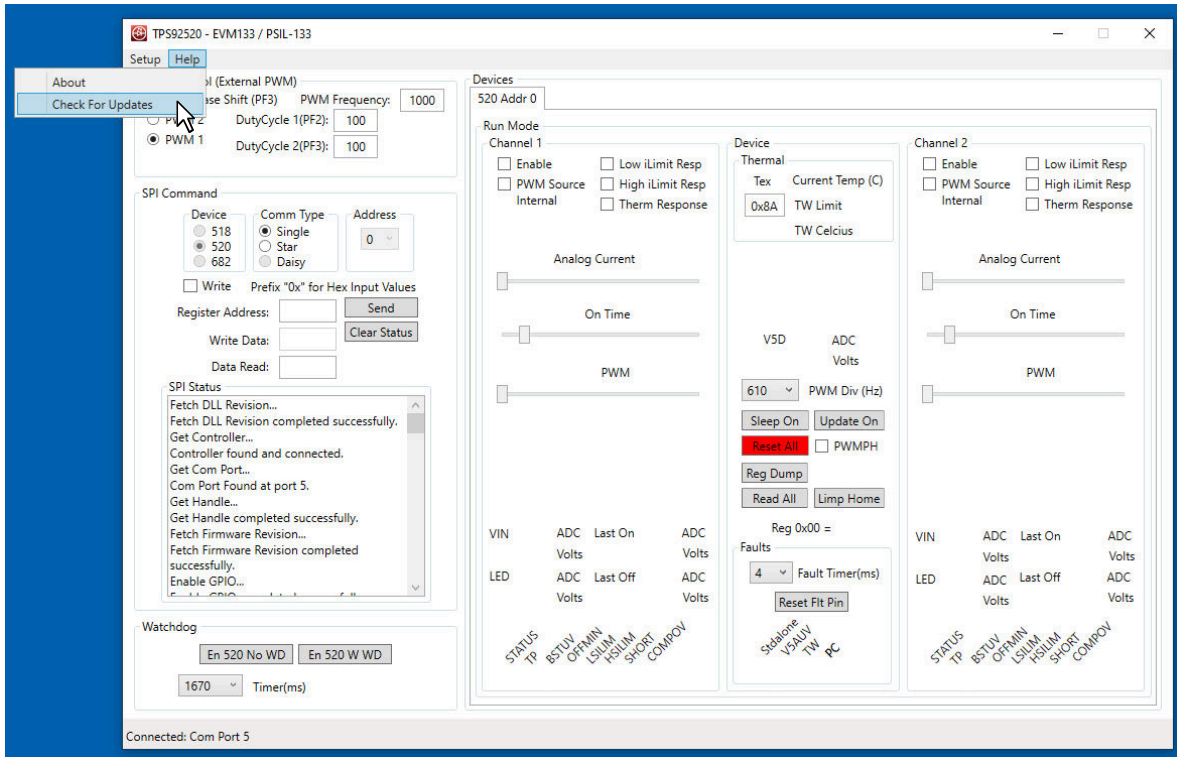 TPS92520 - EVM133 / PSIL-133
Setup Help
About
Check For Updates
ol (External PWM)
ase Shift (PF3) PWM Frequency: 1000
PWM 2 DutyCycle 1(PF2): 100
PWM 1 DutyCycle 2(PF3): 100
SPI Command
Device Comm Type Address
518 Single 0
520 Star
682 Daisy
Write Prefix "0x" for Hex Input Values
Register Address: Send
Write Data: Clear Status
Data Read:
SPI Status
Fetch DLL Revision...
Fetch DLL Revision completed successfully.
Get Controller...
Controller found and connected.
Get Com Port...
Com Port Found at port 5.
Get Handle...
Get Handle completed successfully.
Fetch Firmware Revision...
Fetch Firmware Revision completed
successfully.
Enable GPIO...
Watchdog
En 520 No WD En 520 W WD
1670 Timer(ms)
Devices
520 Addr 0
Run Mode
Channel 1
Enable Low iLimit Resp
PWM Source High iLimit Resp
Internal Therm Response
Analog Current
On Time
PWM
VIN ADC Last On ADC
Volts Volts
LED ADC Last Off ADC
Volts Volts
STATUS TP BSTUV OFFMIN LSILIM HSILIM SHORT COMPOV
Device
Thermal
Tex Current Temp (C)
0x8A TW Limit
TW Celcius
V5D ADC
Volts
610 PWM Div (Hz)
Sleep On Update On
Reset All PWMPH
Reg Dump
Read All Limp Home
Reg 0x00 =
Faults
4 Fault Timer(ms)
Reset Flt Pin
Stdalone V5AUV TW PC
Channel 2
Enable Low iLimit Resp
PWM Source High iLimit Resp
Internal Therm Response
Analog Current
On Time
PWM
VIN ADC Last On ADC
Volts Volts
LED ADC Last Off ADC
Volts Volts
STATUS TP BSTUV OFFMIN LSILIM HSILIM SHORT COMPOV
Connected: Com Port 5